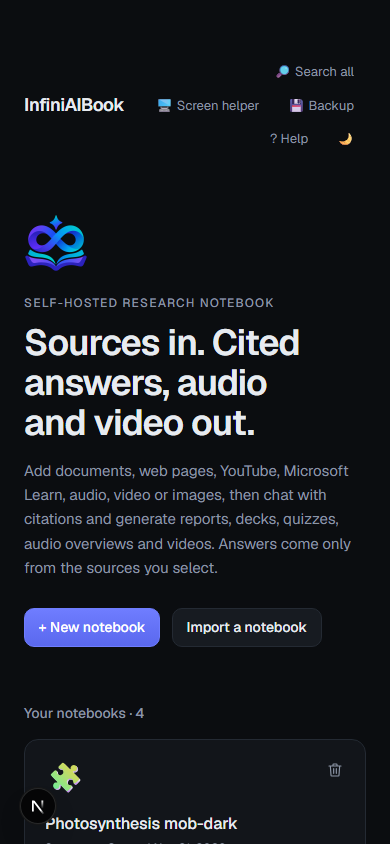 Search all
InfiniAIBook
Screen helper
Backup
? Help
SELF-HOSTED RESEARCH NOTEBOOK
Sources in. Cited
answers, audio
and video out.
Add documents, web pages, YouTube, Microsoft
Learn, audio, video or images, then chat with
citations and generate reports, decks, quizzes,
audio overviews and videos. Answers come only
from the sources you select.
+ New notebook
Import a notebook
Your notebooks · 4
N
Photosynthesis mob-dark